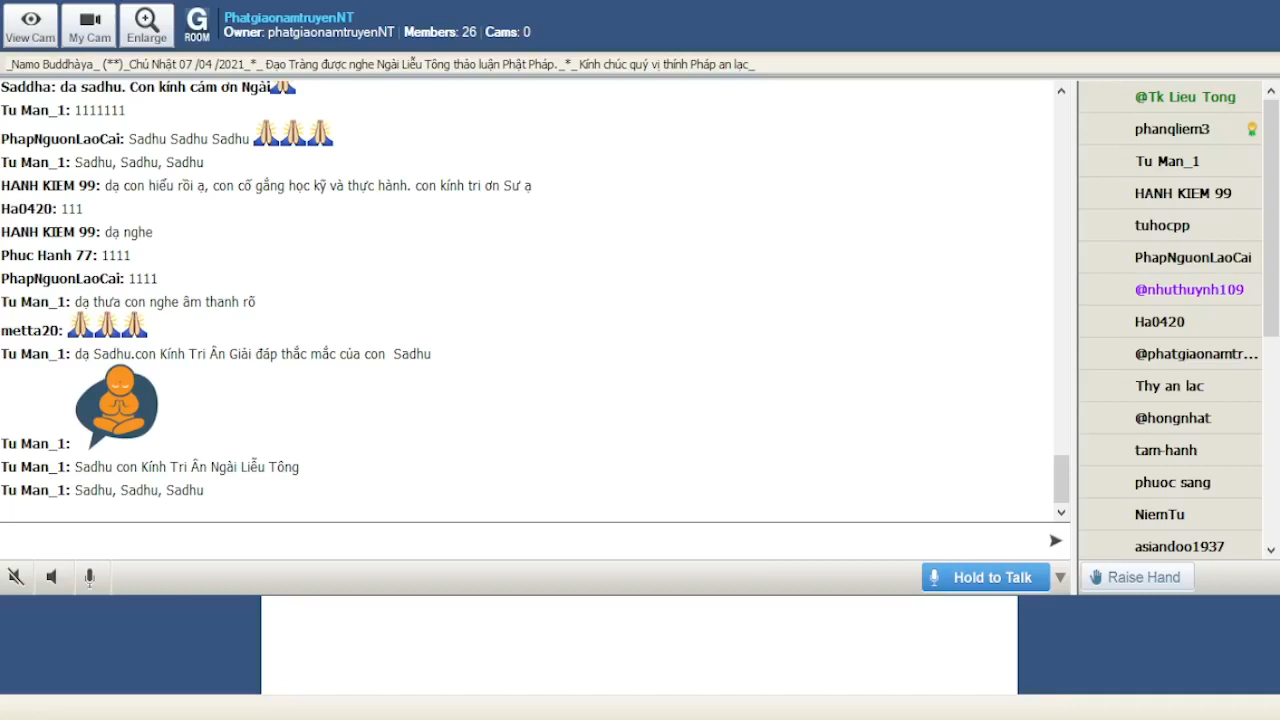 View Cam
My Cam
Enlarge
G
ROOM
PhatgiaonamtruyenNT
Owner: phatgiaonamtruyenNT | Members: 26 | Cams: 0
_Namo Buddhàya_ (**)_Chủ Nhật 07 /04 /2021_*_ Đạo Tràng được nghe Ngài Liễu Tông thảo luận Phật Pháp._*_Kính chúc quý vị thính Pháp an lạc_
Saddha: da sadhu. Con kính cám ơn Ngài
Tu Man_1: 1111111
PhapNguonLaoCai: Sadhu Sadhu Sadhu
Tu Man_1: Sadhu, Sadhu, Sadhu
HANH KIEM 99: dạ con hiểu rồi ạ, con cố gắng học kỹ và thực hành. con kính tri ơn Sư ạ
Ha0420: 111
HANH KIEM 99: dạ nghe
Phuc Hanh 77: 1111
PhapNguonLaoCai: 1111
Tu Man_1: dạ thưa con nghe âm thanh rõ
metta20:
Tu Man_1: dạ Sadhu.con Kính Tri Ân Giải đáp thắc mắc của con  Sadhu
Tu Man_1:
Tu Man_1: Sadhu con Kính Tri Ân Ngài Liễu Tông
Tu Man_1: Sadhu, Sadhu, Sadhu
Hold to Talk
@Tk Lieu Tong
phanqliem3
Tu Man_1
HANH KIEM 99
tuhocpp
PhapNguonLaoCai
@nhuthuynh109
Ha0420
@phatgiaonamtr...
Thy an lac
@hongnhat
tam-hanh
phuoc sang
NiemTu
asiandoo1937
Raise Hand